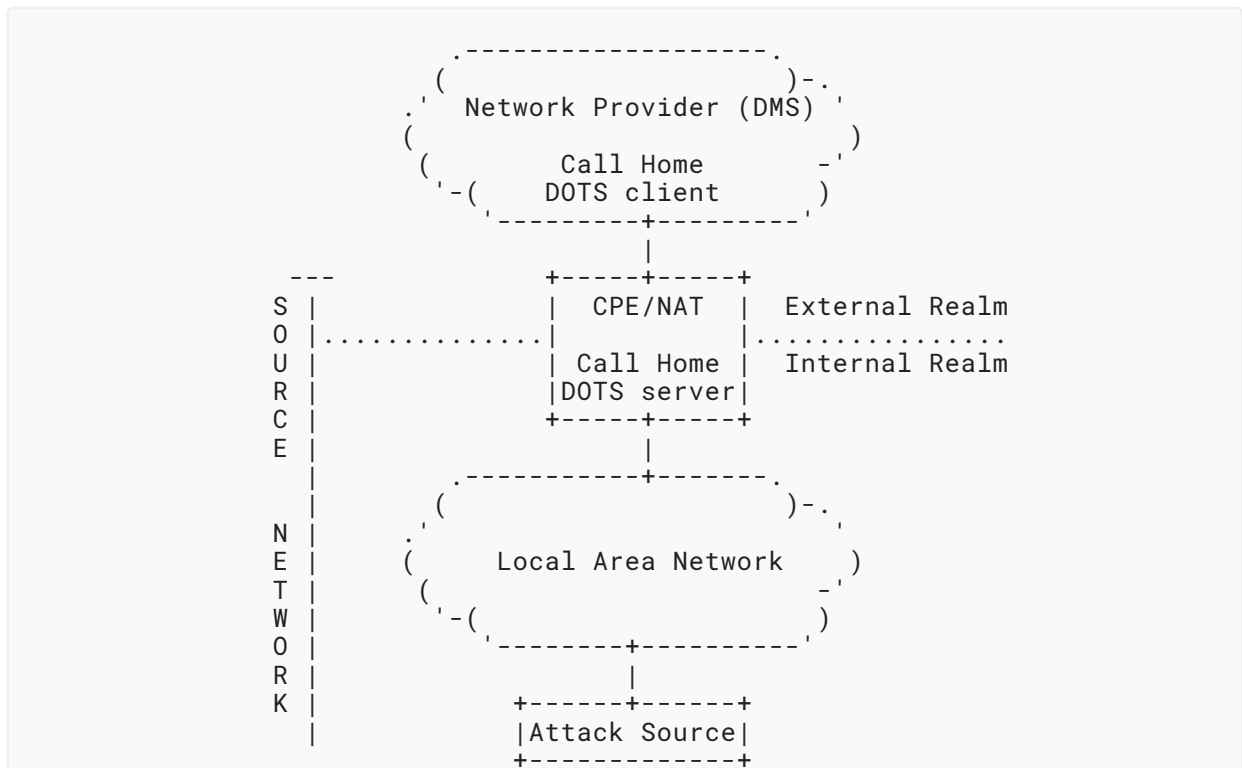 Network Provider (DMS)
Call Home
DOTS client
CPE/NAT
External Realm
Call Home
Internal Realm
DOTS server
SOURCE
NETWORK
Local Area Network
Attack Source